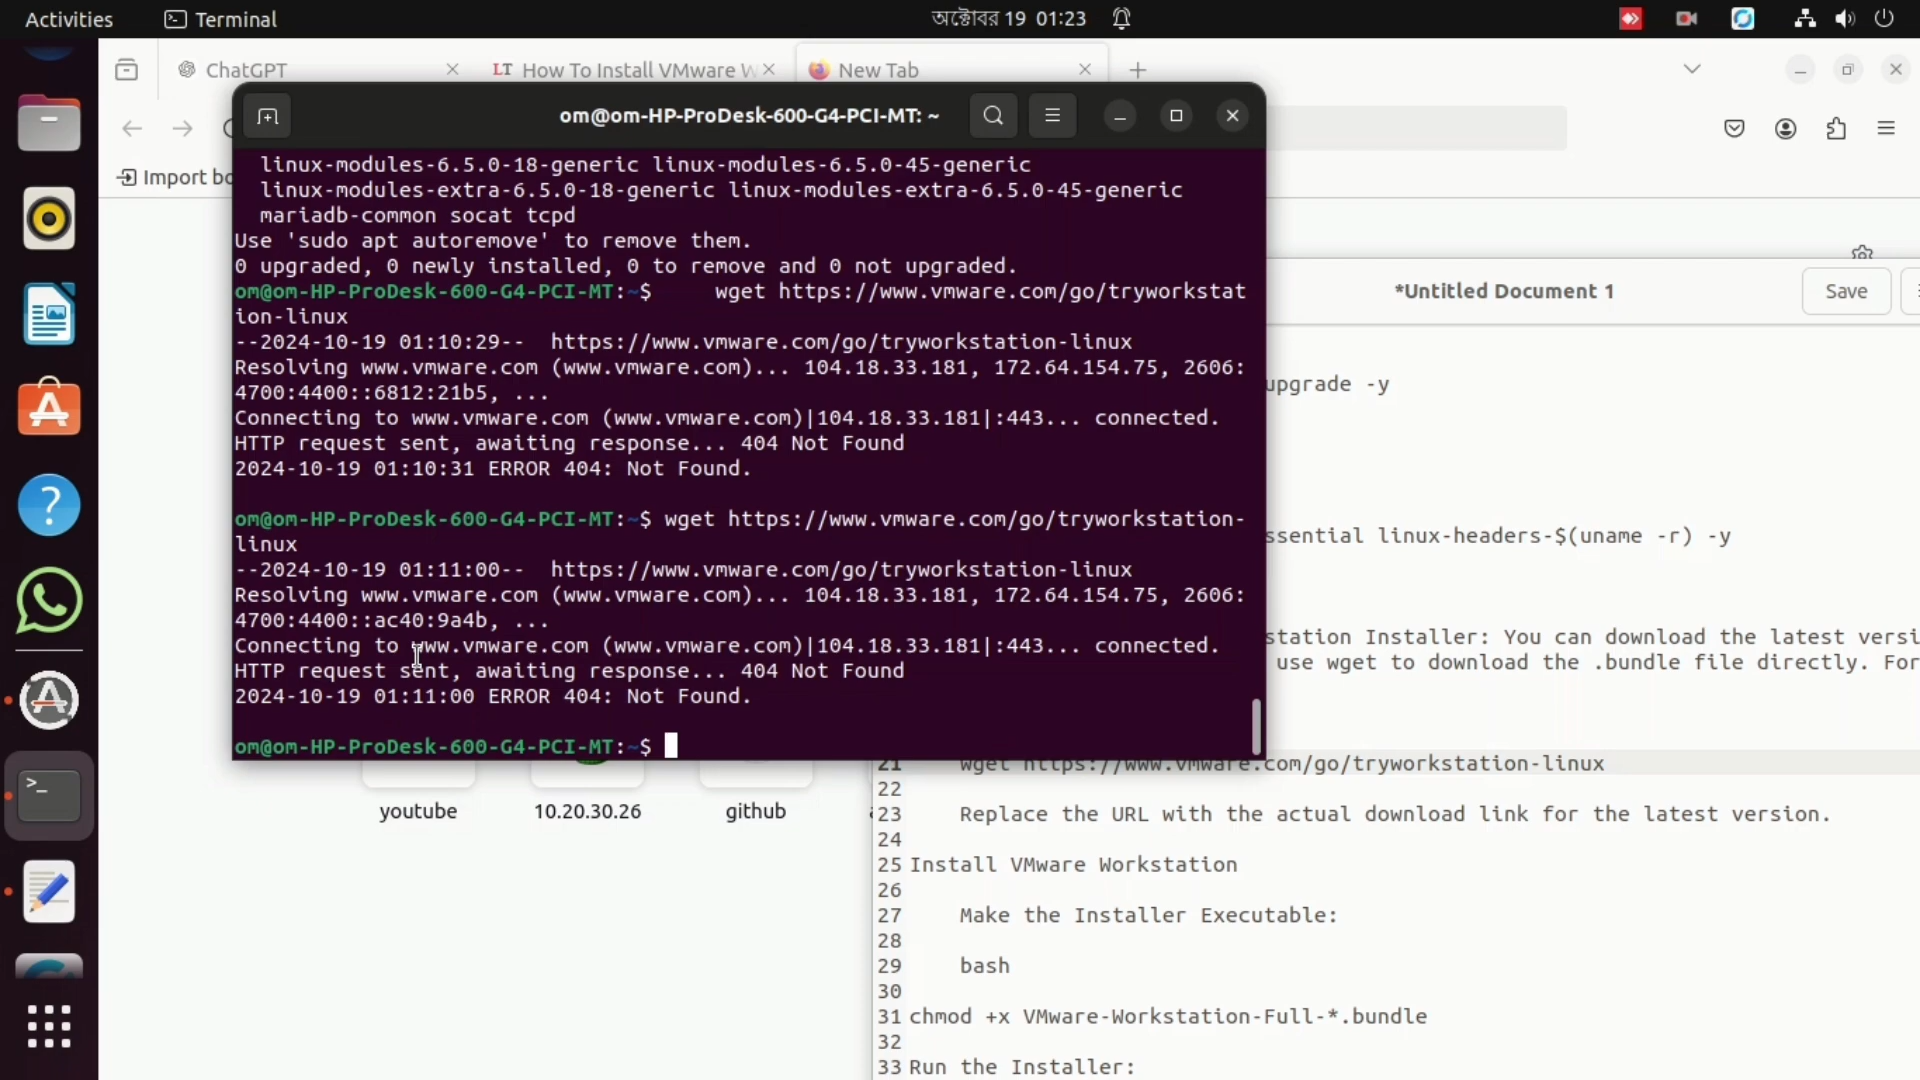 Activities
Terminal
অক্টোবর 19 01:23
ChatGPT
LT How To Install VMware W
New Tab
om@om-HP-ProDesk-600-G4-PCI-MT: ~
Import bo
linux-modules-6.5.0-18-generic linux-modules-6.5.0-45-generic
linux-modules-extra-6.5.0-18-generic linux-modules-extra-6.5.0-45-generic
mariadb-common socat tcpd
Use 'sudo apt autoremove' to remove them.
0 upgraded, 0 newly installed, 0 to remove and 0 not upgraded.
om@om-HP-ProDesk-600-G4-PCI-MT:~$     wget https://www.vmware.com/go/tryworkstat
ion-linux
--2024-10-19 01:10:29--  https://www.vmware.com/go/tryworkstation-linux
Resolving www.vmware.com (www.vmware.com)... 104.18.33.181, 172.64.154.75, 2606:
4700:4400::6812:21b5, ...
Connecting to www.vmware.com (www.vmware.com)|104.18.33.181|:443... connected.
HTTP request sent, awaiting response... 404 Not Found
2024-10-19 01:10:31 ERROR 404: Not Found.
om@om-HP-ProDesk-600-G4-PCI-MT:~$ wget https://www.vmware.com/go/tryworkstation-
linux
--2024-10-19 01:11:00--  https://www.vmware.com/go/tryworkstation-linux
Resolving www.vmware.com (www.vmware.com)... 104.18.33.181, 172.64.154.75, 2606:
4700:4400::ac40:9a4b, ...
Connecting to www.vmware.com (www.vmware.com)|104.18.33.181|:443... connected.
HTTP request sent, awaiting response... 404 Not Found
2024-10-19 01:11:00 ERROR 404: Not Found.
om@om-HP-ProDesk-600-G4-PCI-MT:~$
youtube
10.20.30.26
github
*Untitled Document 1
Save
upgrade -y
ssential linux-headers-$(uname -r) -y
station Installer: You can download the latest versi
use wget to download the .bundle file directly. For
21 wget https://www.vmware.com/go/tryworkstation-linux
22
23 Replace the URL with the actual download link for the latest version.
24
25 Install VMware Workstation
26
27 Make the Installer Executable:
28
29 bash
30
31 chmod +x VMware-Workstation-Full-*.bundle
32
33 Run the Installer: